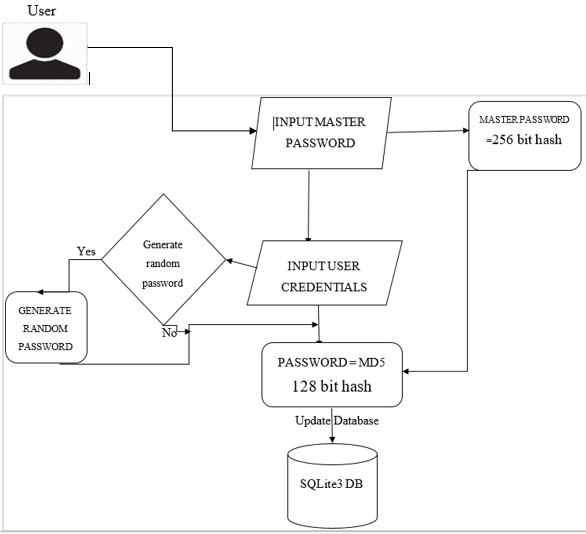 User
INPUT MASTER
PASSWORD
MASTER PASSWORD
=256 bit hash
Generate
random
password
Yes
INPUT USER
CREDENTIALS
GENERATE
RANDOM
PASSWORD
No
PASSWORD = MD5
128 bit hash
Update Database
SQLite3 DB